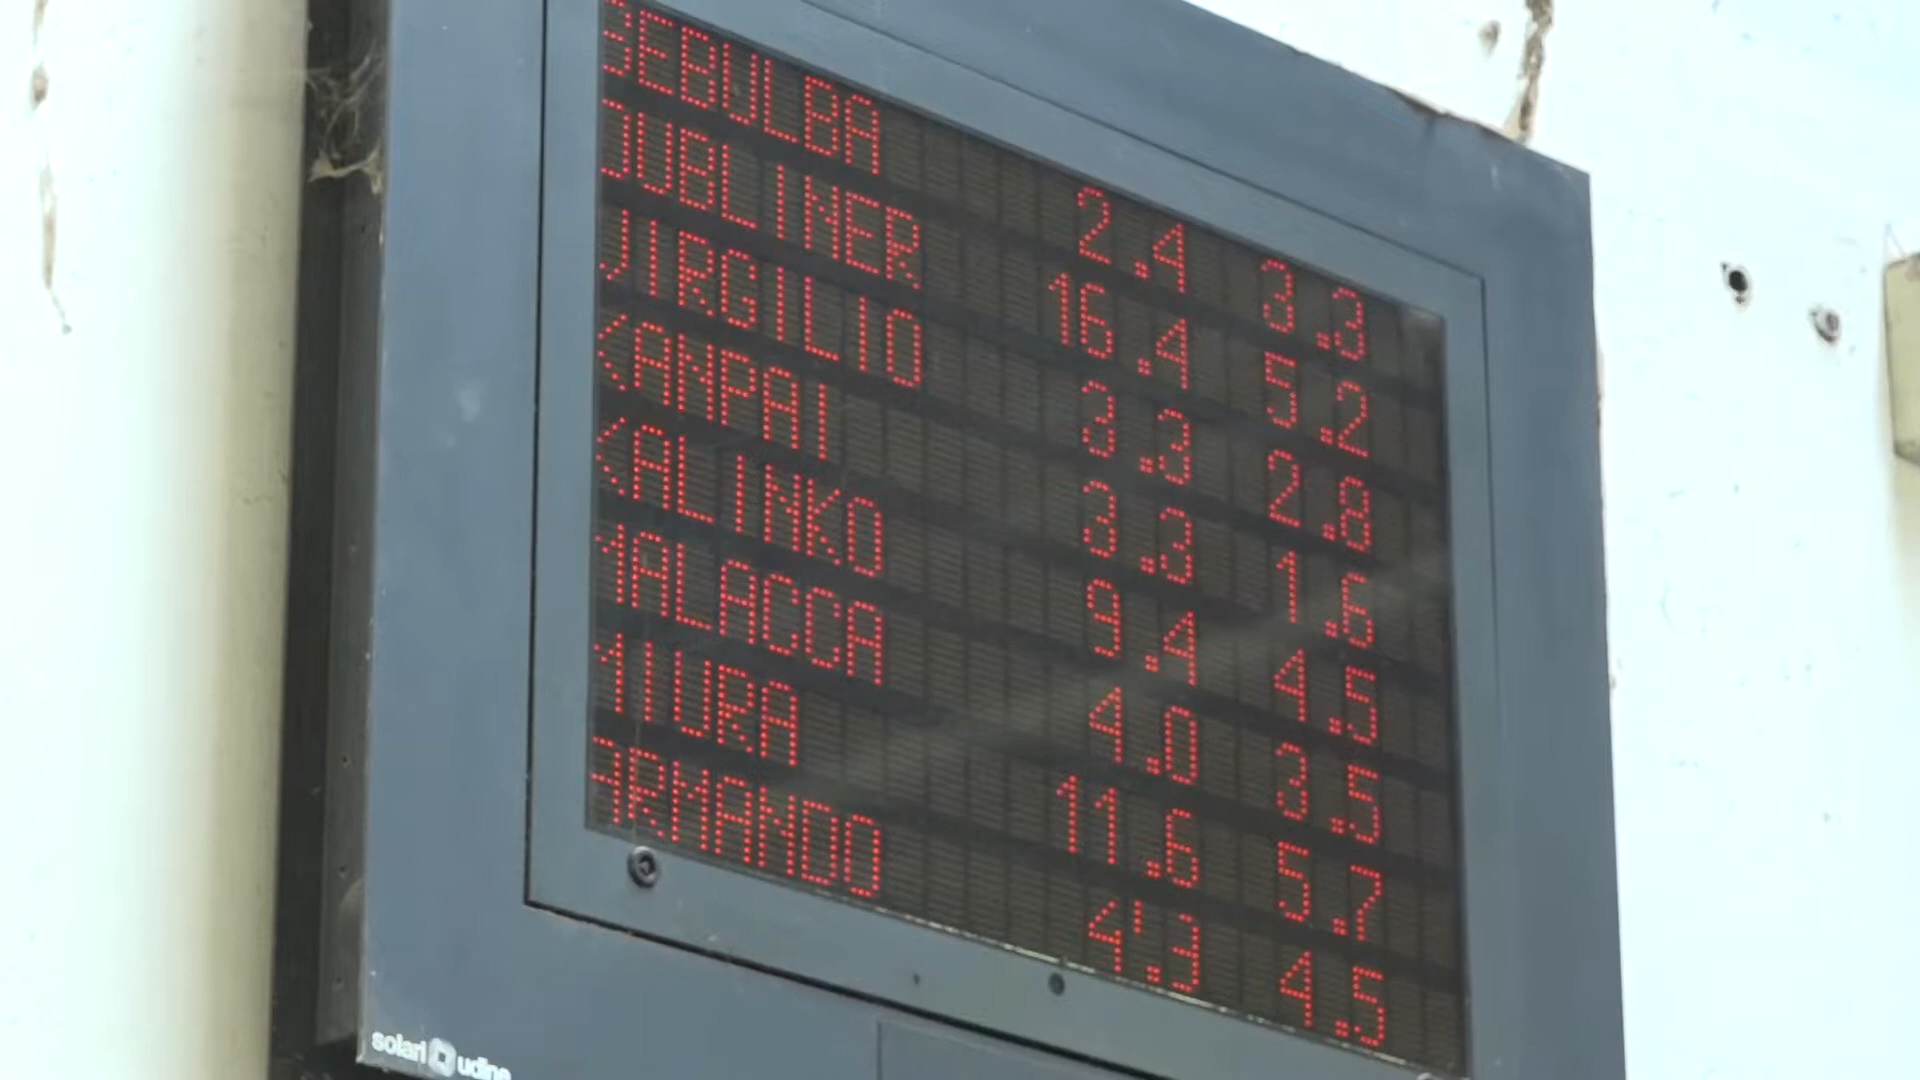 SEBULBA 2.4 3.3
DUBLINER 16.4 5.2
VIRGILIO 3.3 2.8
KANPAI 3.3 1.6
KALINKO 9.4 4.5
MALACCA 4.0 3.5
MIURA 11.6 5.7
ARMANDO 4'.3 4.5
solari udine